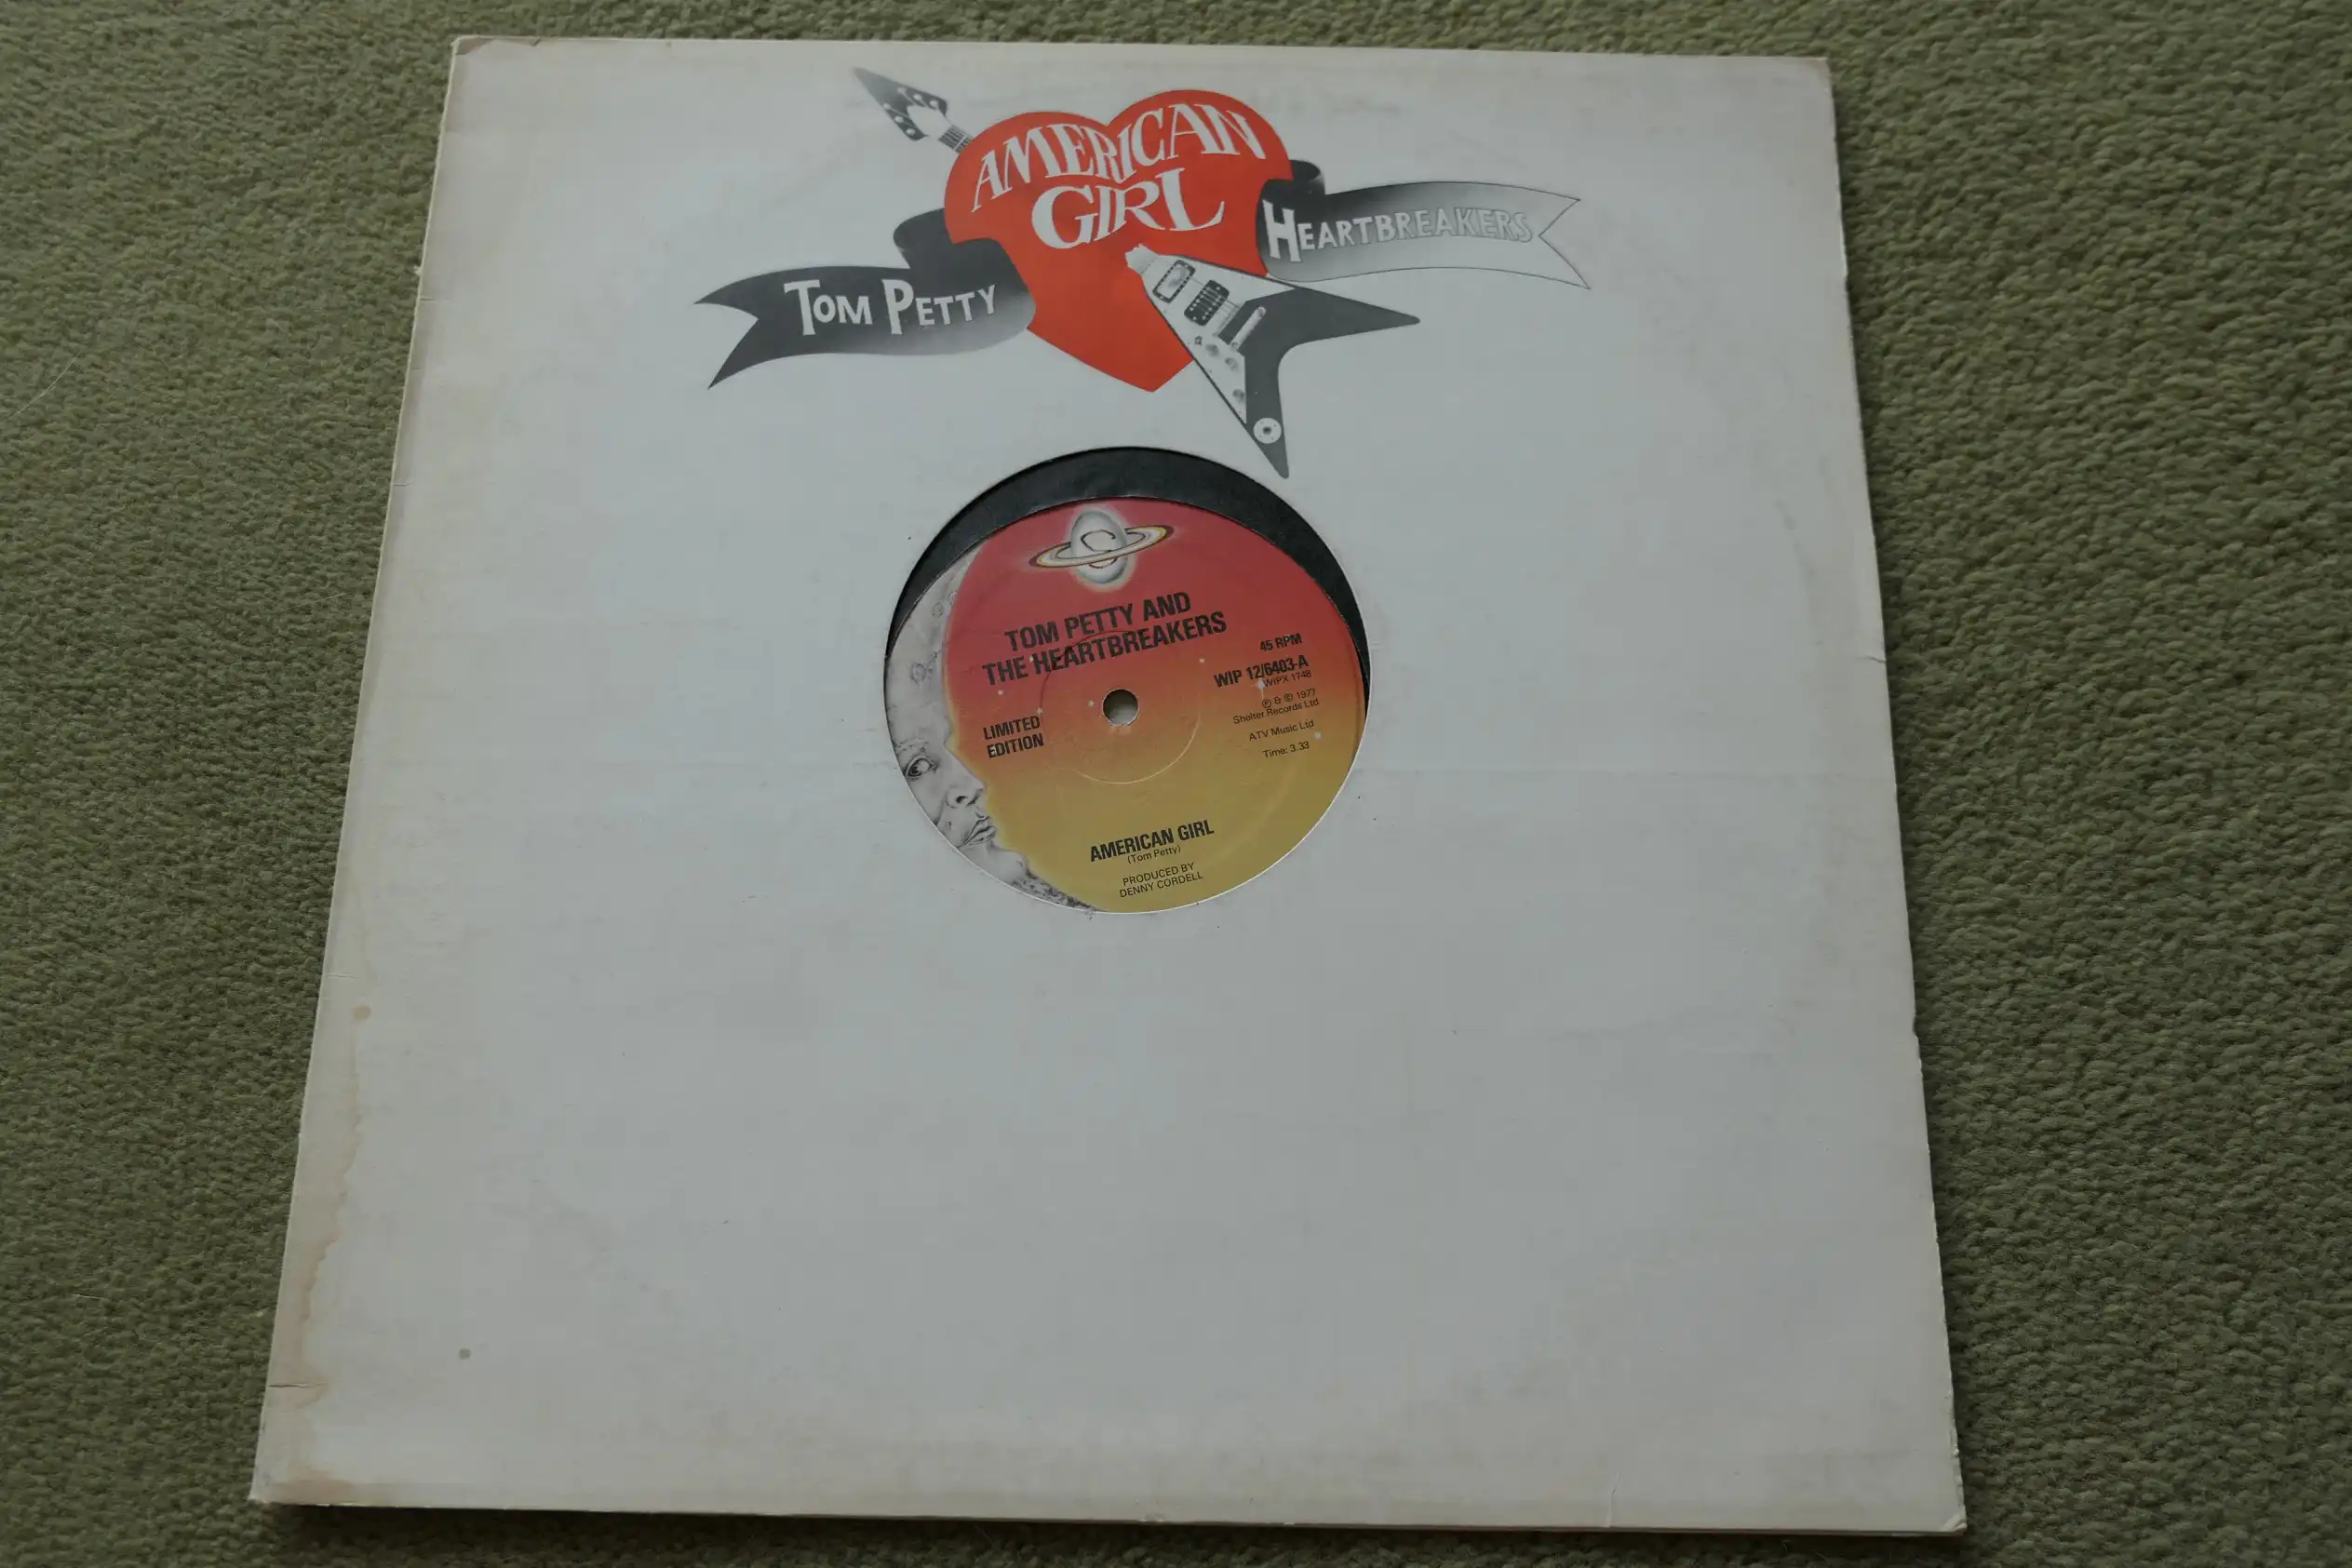 AMERICAN
GIRL
TOM PETTY
HEARTBREAKERS
TOM PETTY AND
THE HEARTBREAKERS
45 RPM
WIP 12/6403-A
WIPX 1748
LIMITED
EDITION
℗ & © 1977
Shelter Records Ltd
ATV Music Ltd
Time: 3.33
AMERICAN GIRL
(Tom Petty)
PRODUCED BY
DENNY CORDELL